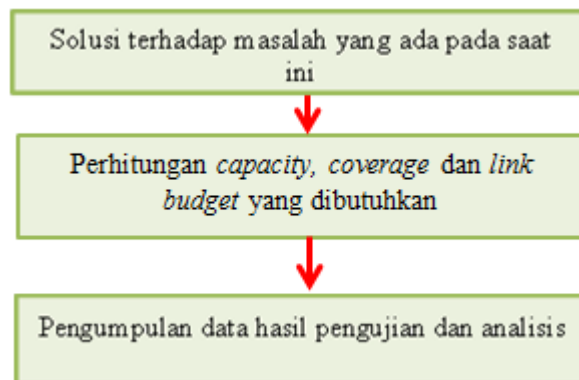 Solusi terhadap masalah yang ada pada saat
ini
Perhitungan capacity, coverage dan link
budget yang dibutuhkan
Pengumpulan data hasil pengujian dan analisis